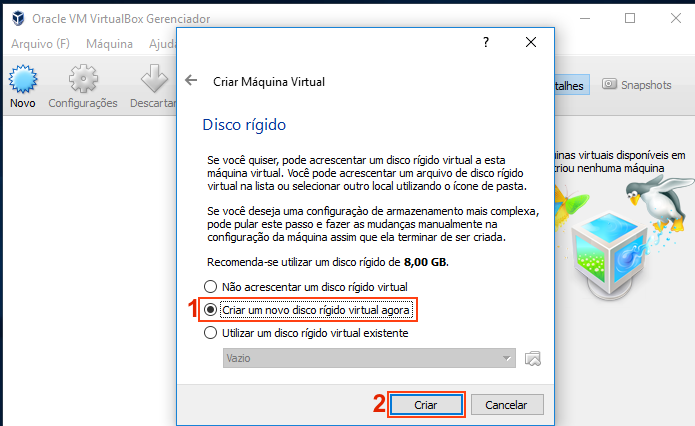 Oracle VM VirtualBox Gerenciador
Arquivo (F) Máquina Ajuda
?
Criar Máquina Virtual
Novo Configurações Descartar
talhes Snapshots
Disco rígido
Se você quiser, pode acrescentar um disco rígido virtual a esta
máquina virtual. Você pode acrescentar um arquivo de disco rígido
virtual na lista ou selecionar outro local utilizando o ícone de pasta.
Se você deseja uma configuração de armazenamento mais complexa,
pode pular este passo e fazer as mudanças manualmente na
configuração da máquina assim que ela terminar de ser criada.
Recomenda-se utilizar um disco rígido de 8,00 GB.
uinas virtuais disponíveis em
criou nenhuma máquina
Não acrescentar um disco rígido virtual
1 Criar um novo disco rígido virtual agora
Utilizar um disco rígido virtual existente
Vazio
2 Criar Cancelar